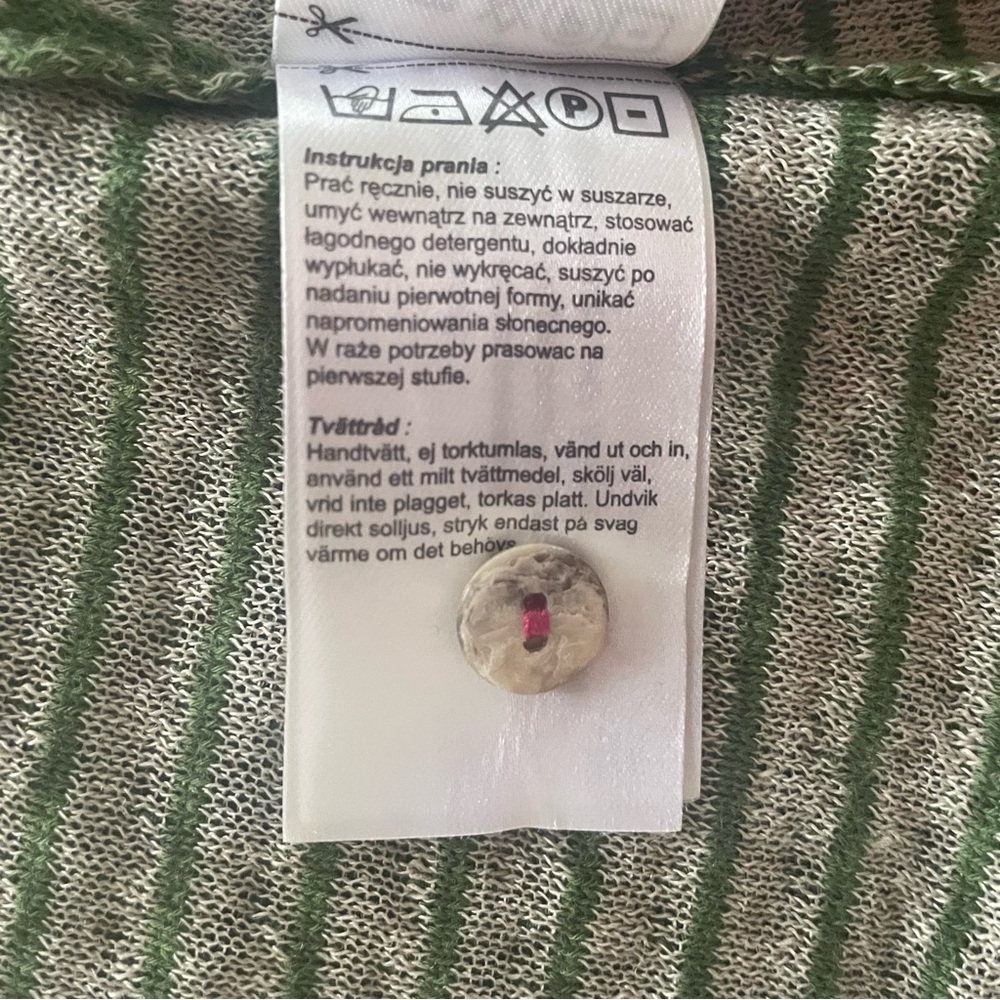 P
Instrukcja prania :
Prać ręcznie, nie suszyć w suszarze,
umyć wewnątrz na zewnątrz, stosować
łagodnego detergentu, dokładnie
wypłukać, nie wykręcać, suszyć po
nadaniu pierwotnej formy, unikać
napromeniowania słonecnego.
W raże potrzeby prasowac na
pierwszej stufie.
Tvättråd :
Handtvätt, ej torktumlas, vänd ut och in,
använd ett milt tvättmedel, skölj väl,
vrid inte plagget, torkas platt. Undvik
direkt solljus, stryk endast på svag
värme om det behövs